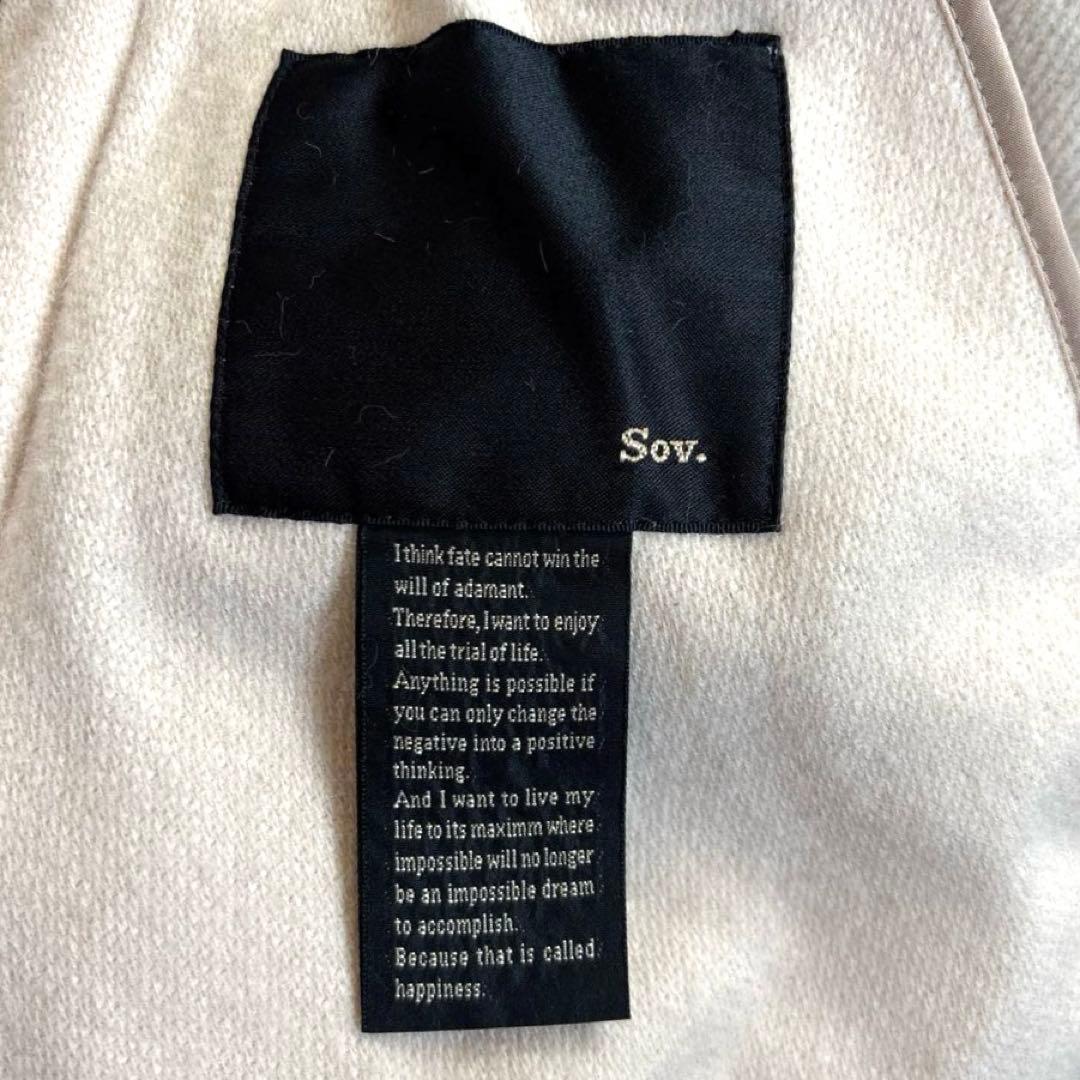 Sov.
I think fate cannot win the
will of adamant.
Therefore, I want to enjoy
all the trial of life.
Anything is possible if
you can only change the
negative into a positive
thinking.
And I want to live my
life to its maximm where
impossible will no longer
be an impossible dream
to accomplish.
Because that is called
happiness.